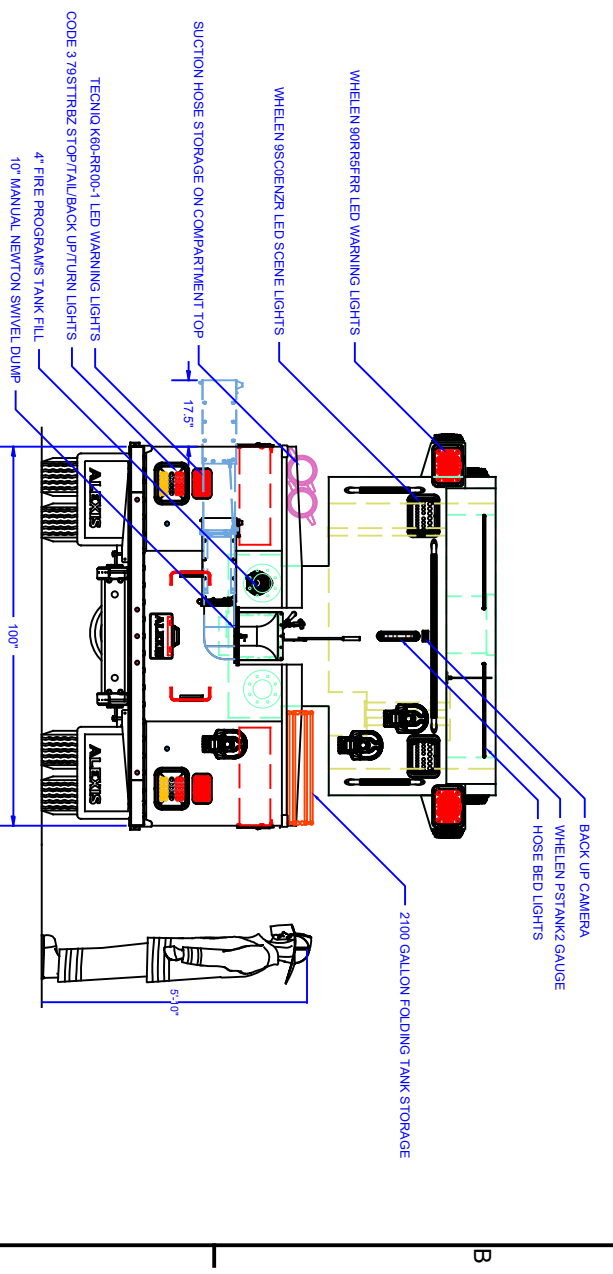 WHELEN 90RR5FRR LED WARNING LIGHTS
WHELEN 9SC0ENZR LED SCENE LIGHTS
SUCTION HOSE STORAGE ON COMPARTMENT TOP
TECNIQ K60-RR00-1 LED WARNING LIGHTS
CODE 3 79STTRBZ STOP/TAIL/BACK UP/TURN LIGHTS
4" FIRE PROGRAM'S TANK FILL
10" MANUAL NEWTON SWIVEL DUMP
BACK UP CAMERA
WHELEN PSTANK2 GAUGE
HOSE BED LIGHTS
2100 GALLON FOLDING TANK STORAGE
17.5"
100"
5'-10"
ALEXIS
ALEXIS
ALEXIS
B